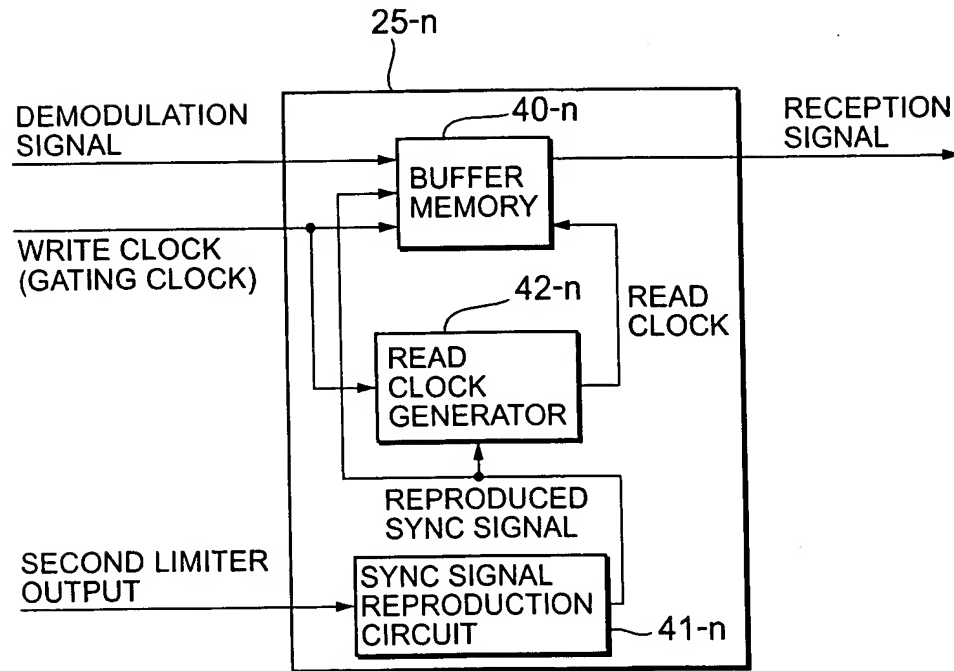 25-n
DEMODULATION
SIGNAL
40-n
RECEPTION
SIGNAL
BUFFER
MEMORY
WRITE CLOCK
(GATING CLOCK)
42-n
READ
CLOCK
READ
CLOCK
GENERATOR
REPRODUCED
SYNC SIGNAL
SECOND LIMITER
OUTPUT
SYNC SIGNAL
REPRODUCTION
CIRCUIT
41-n